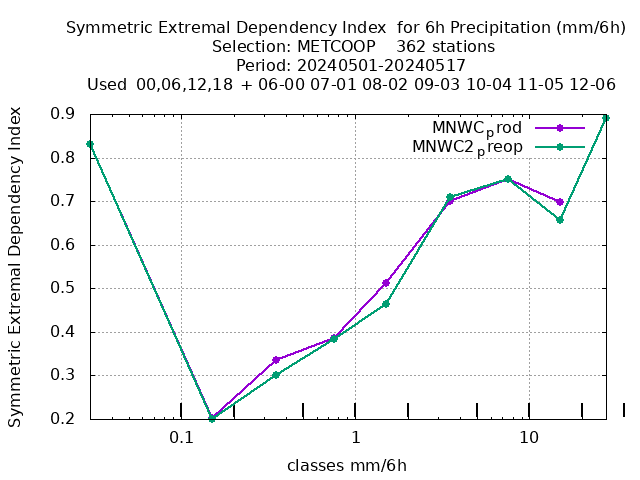 Symmetric Extremal Dependency Index  for 6h Precipitation (mm/6h)
Selection: METCOOP    362 stations
Period: 20240501-20240517
Used  00,06,12,18  + 06-00 07-01 08-02 09-03 10-04 11-05 12-06
Symmetric Extremal Dependency Index
0.9
0.8
0.7
0.6
0.5
0.4
0.3
0.2
MNWC_prod
MNWC2_preop
0.1 1 10
classes mm/6h